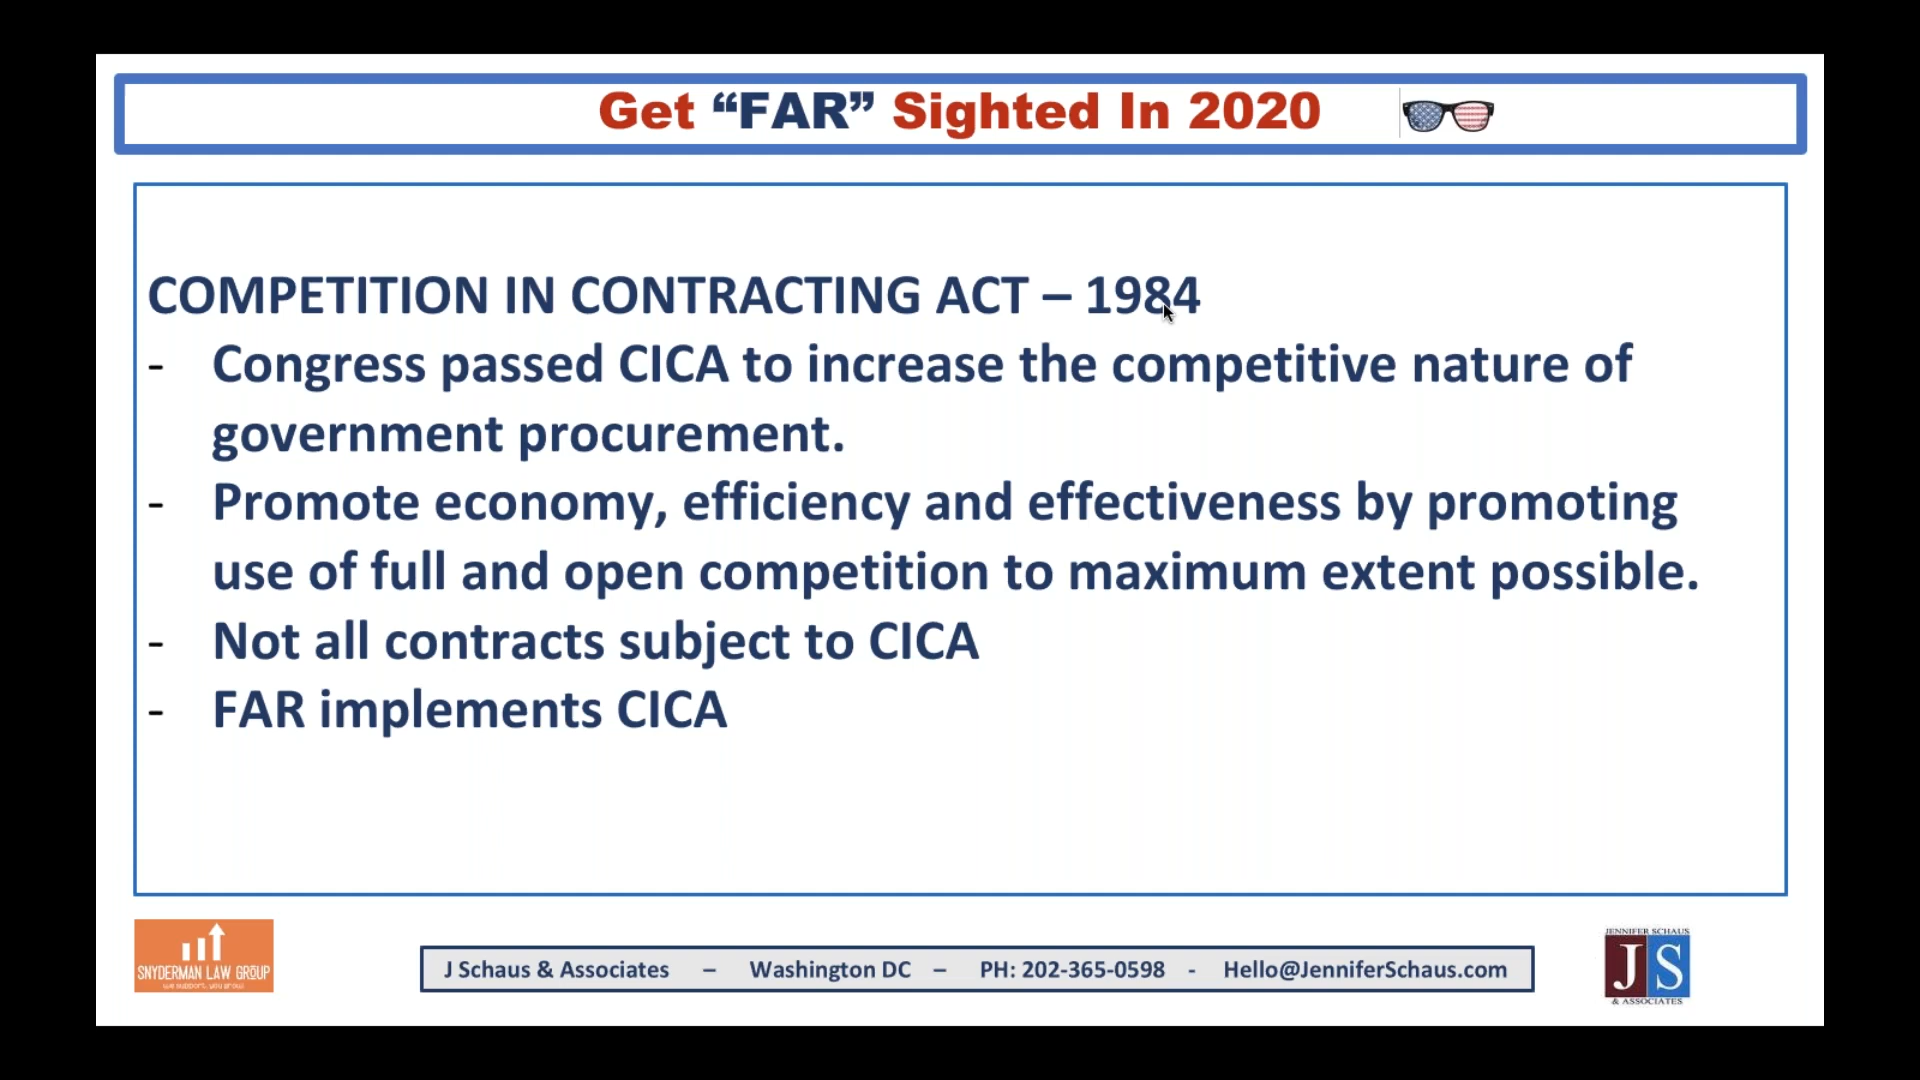 Get “FAR” Sighted In 2020
COMPETITION IN CONTRACTING ACT – 1984
- Congress passed CICA to increase the competitive nature of
government procurement.
- Promote economy, efficiency and effectiveness by promoting
use of full and open competition to maximum extent possible.
- Not all contracts subject to CICA
- FAR implements CICA
SNYDERMAN LAW GROUP
we support, you grow
J Schaus & Associates – Washington DC – PH: 202-365-0598 - Hello@JenniferSchaus.com
JENNIFER SCHAUS
JS
& ASSOCIATES